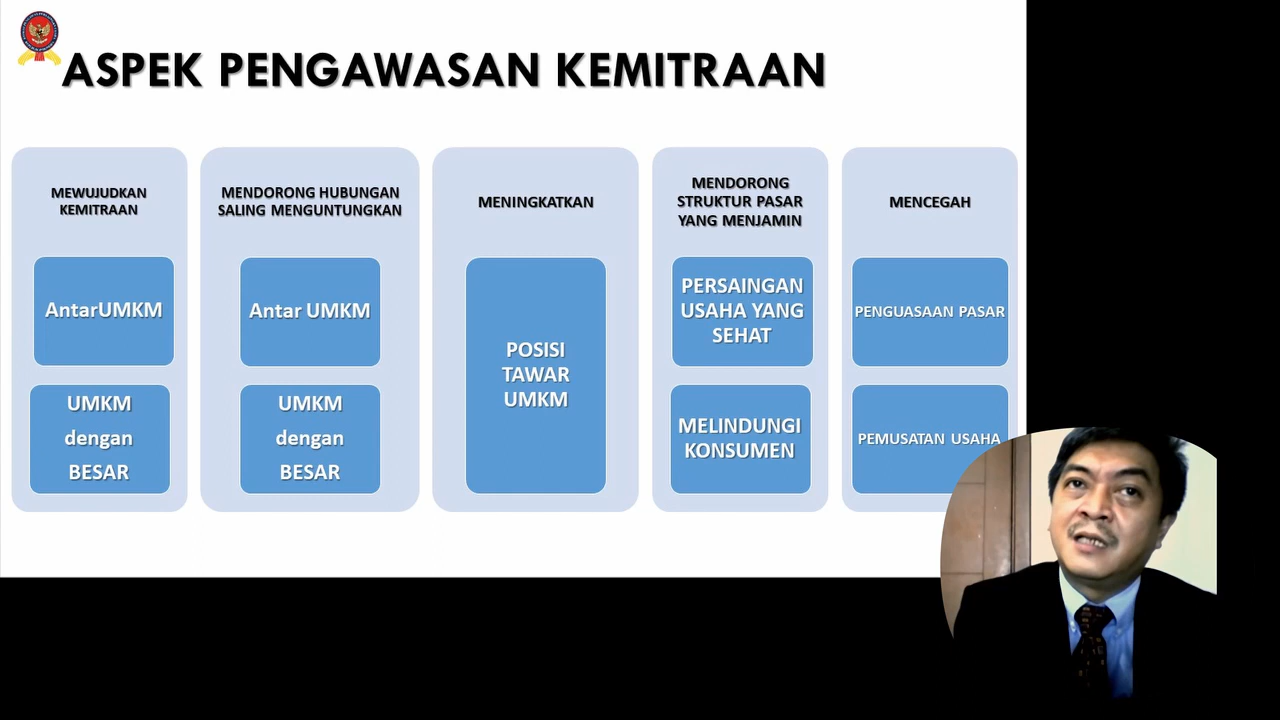 ASPEK PENGAWASAN KEMITRAAN
MEWUJUDKAN
KEMITRAAN
AntarUMKM
UMKM
dengan
BESAR
MENDORONG HUBUNGAN
SALING MENGUNTUNGKAN
Antar UMKM
UMKM
dengan
BESAR
MENINGKATKAN
POSISI
TAWAR
UMKM
MENDORONG
STRUKTUR PASAR
YANG MENJAMIN
PERSAINGAN
USAHA YANG
SEHAT
MELINDUNGI
KONSUMEN
MENCEGAH
PENGUASAAN PASAR
PEMUSATAN USAHA